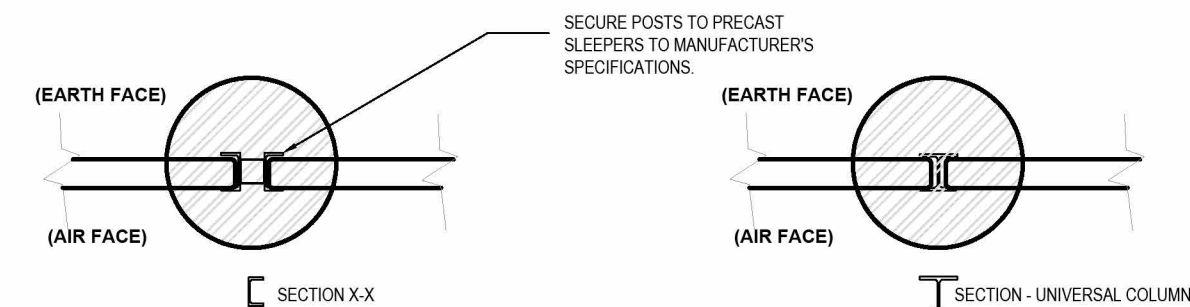 SECURE POSTS TO PRECAST
SLEEPERS TO MANUFACTURER'S
SPECIFICATIONS.
(EARTH FACE)
(EARTH FACE)
(AIR FACE)
(AIR FACE)
SECTION X-X
SECTION - UNIVERSAL COLUMN